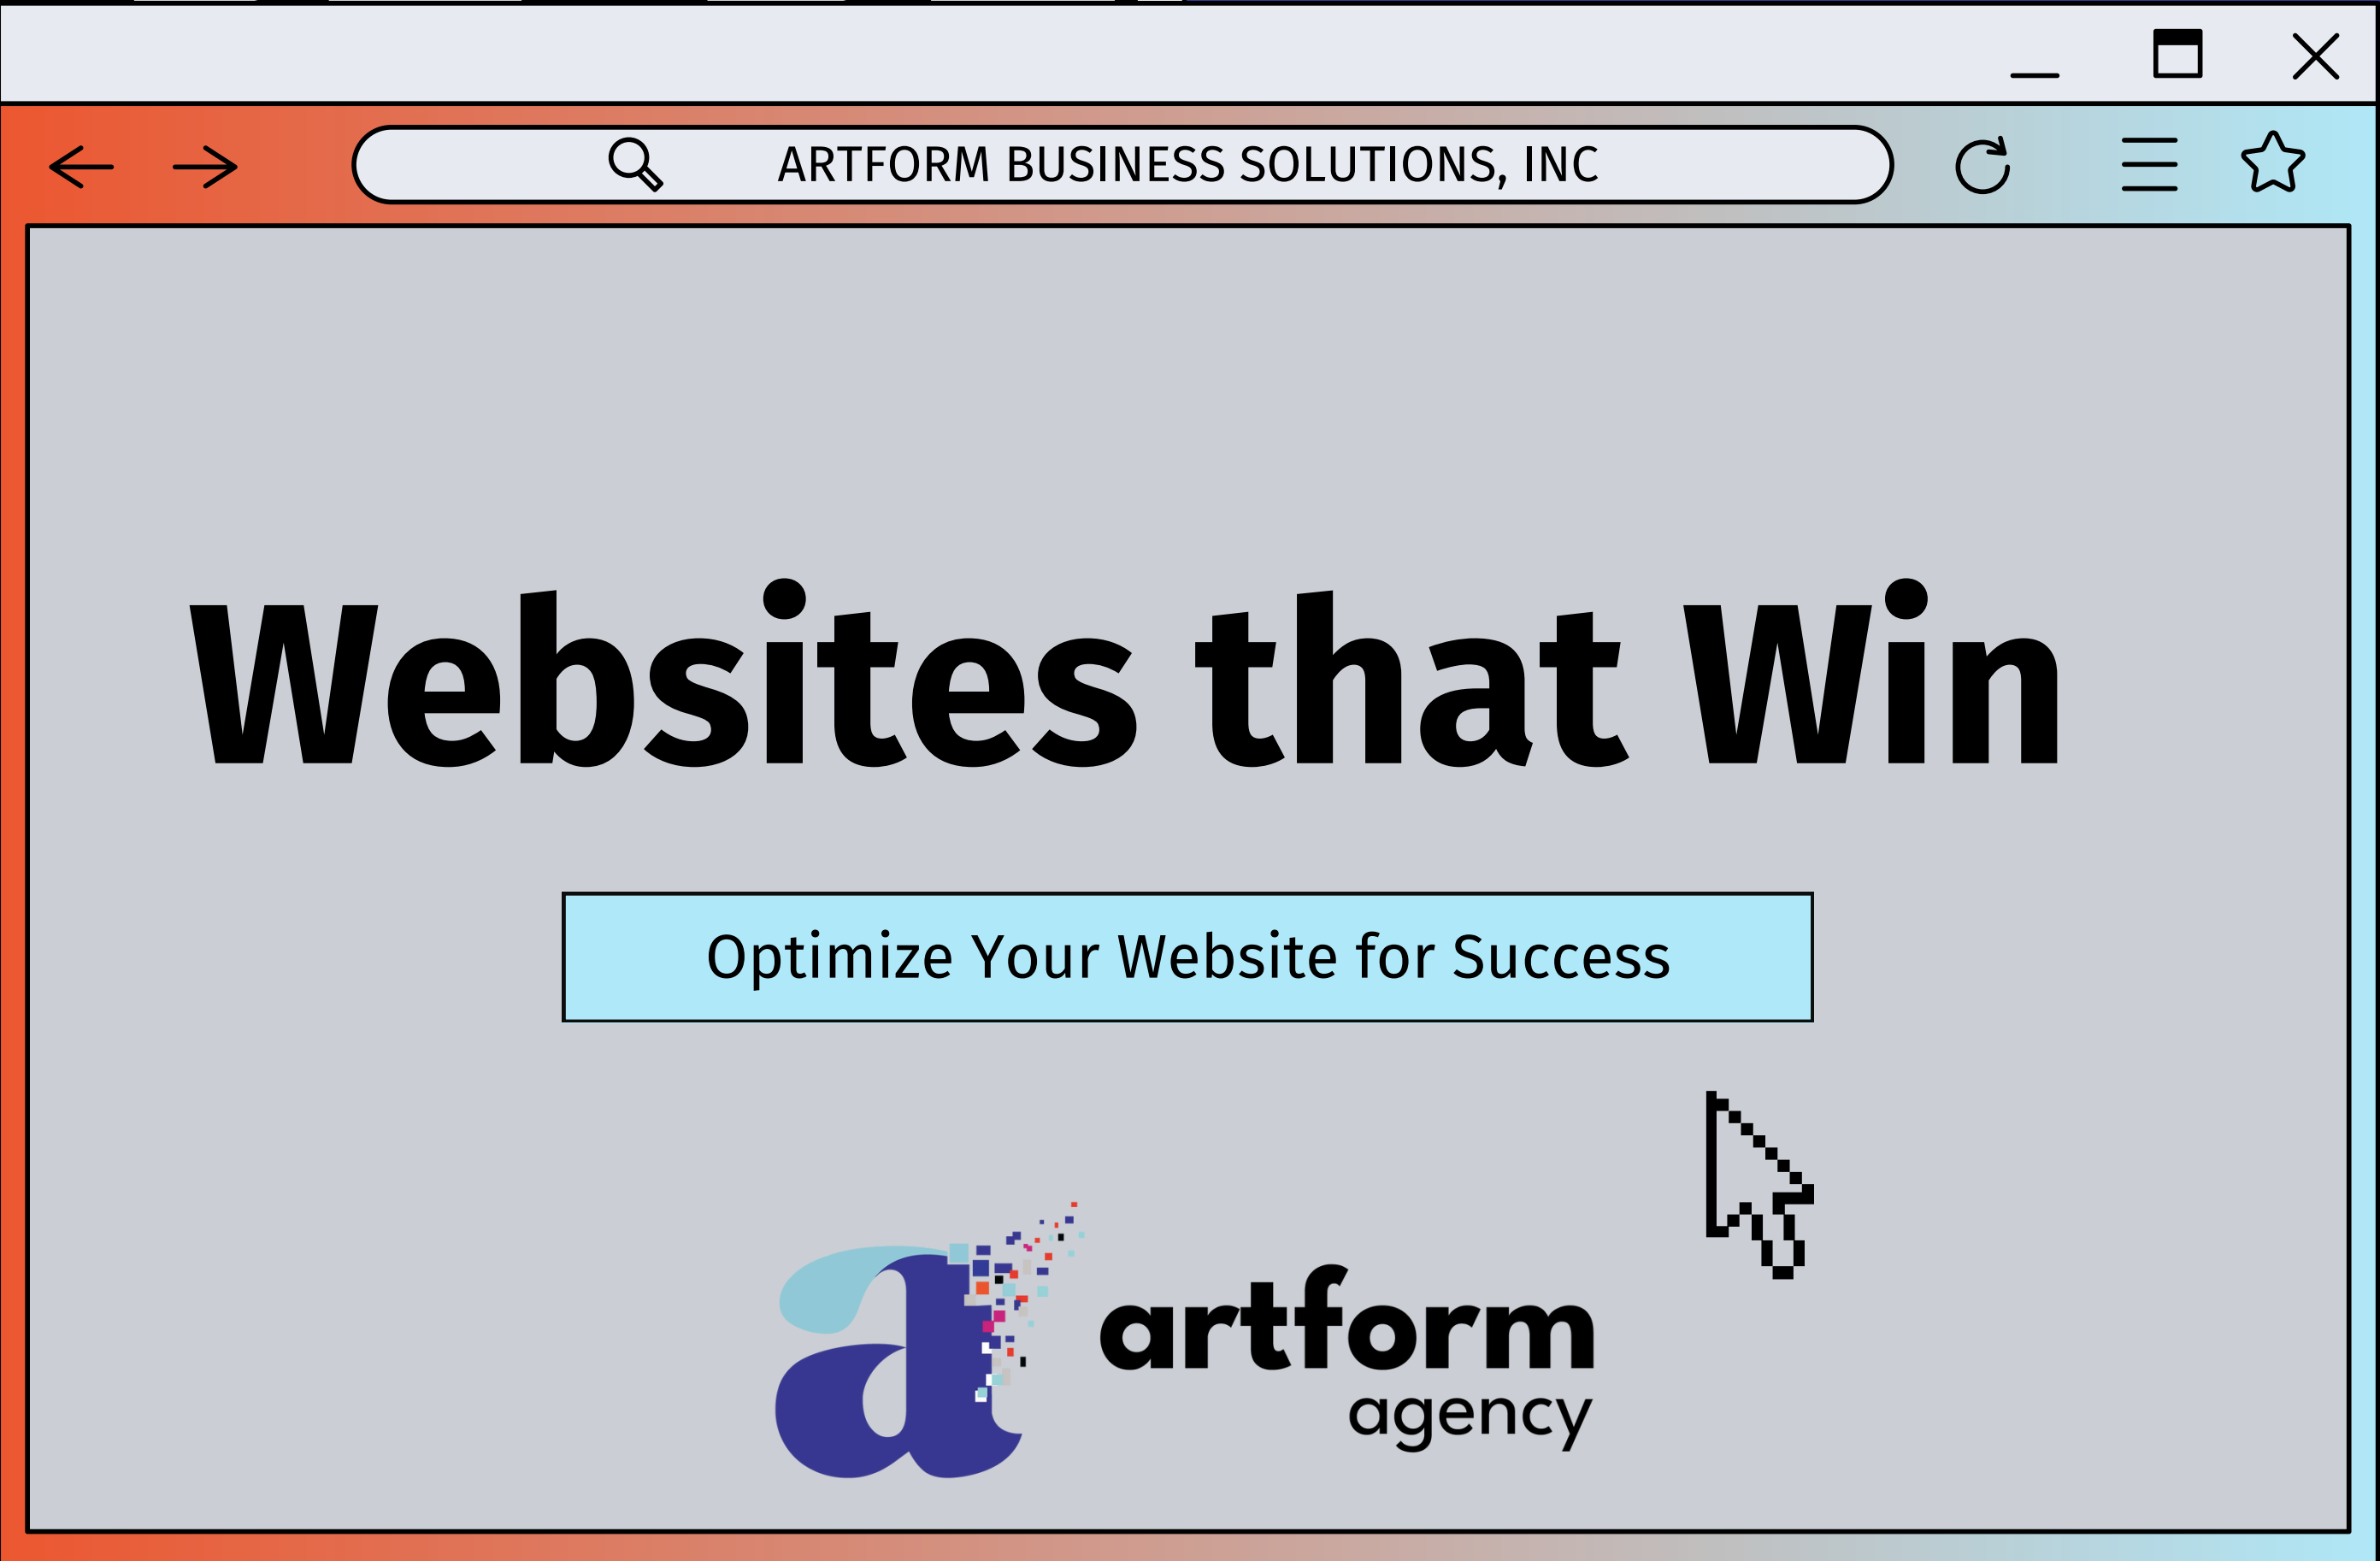 ARTFORM BUSINESS SOLUTIONS, INC
Websites that Win
Optimize Your Website for Success
artform
agency